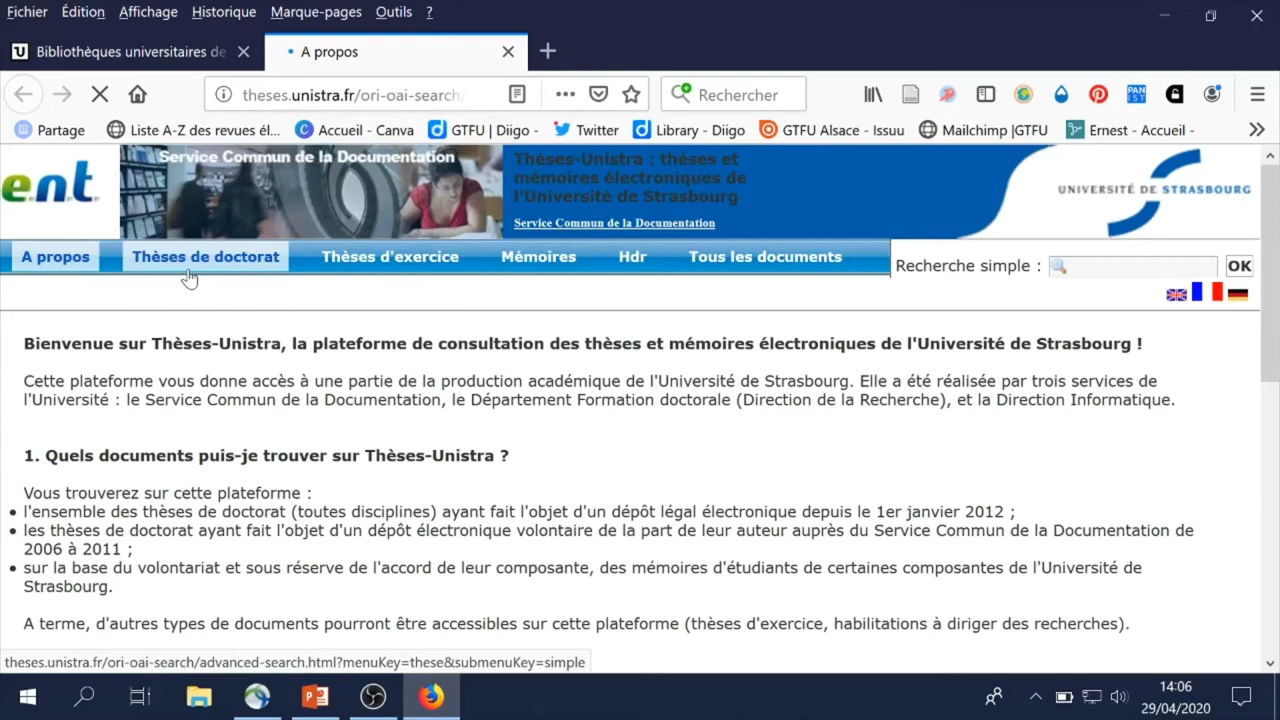 Fichier Édition Affichage Historique Marque-pages Outils ?
U Bibliothèques universitaires de
A propos
theses.unistra.fr/ori-oai-search/
Rechercher
PAN IST
Partage Liste A-Z des revues él... Accueil - Canva GTFU | Diigo - Twitter Library - Diigo GTFU Alsace - Issuu Mailchimp |GTFU Ernest - Accueil -
e.n.t.
Service Commun de la Documentation
Thèses-Unistra : thèses et
mémoires électroniques de
l'Université de Strasbourg
Service Commun de la Documentation
UNIVERSITÉ DE STRASBOURG
A propos Thèses de doctorat Thèses d'exercice Mémoires Hdr Tous les documents
Recherche simple : OK
Bienvenue sur Thèses-Unistra, la plateforme de consultation des thèses et mémoires électroniques de l'Université de Strasbourg !
Cette plateforme vous donne accès à une partie de la production académique de l'Université de Strasbourg. Elle a été réalisée par trois services de
l'Université : le Service Commun de la Documentation, le Département Formation doctorale (Direction de la Recherche), et la Direction Informatique.
1. Quels documents puis-je trouver sur Thèses-Unistra ?
Vous trouverez sur cette plateforme :
• l'ensemble des thèses de doctorat (toutes disciplines) ayant fait l'objet d'un dépôt légal électronique depuis le 1er janvier 2012 ;
• les thèses de doctorat ayant fait l'objet d'un dépôt électronique volontaire de la part de leur auteur auprès du Service Commun de la Documentation de
2006 à 2011 ;
• sur la base du volontariat et sous réserve de l'accord de leur composante, des mémoires d'étudiants de certaines composantes de l'Université de
Strasbourg.
A terme, d'autres types de documents pourront être accessibles sur cette plateforme (thèses d'exercice, habilitations à diriger des recherches).
theses.unistra.fr/ori-oai-search/advanced-search.html?menuKey=these&submenuKey=simple
14:06
29/04/2020